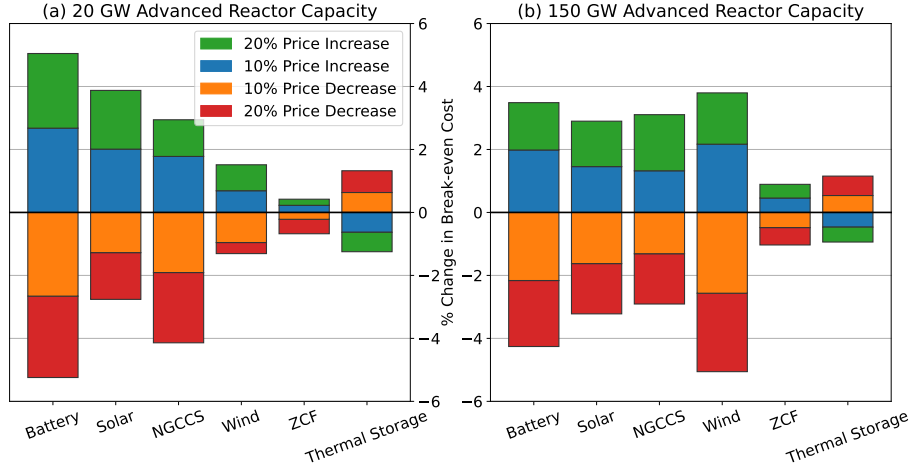 (a) 20 GW Advanced Reactor Capacity
20% Price Increase
10% Price Increase
10% Price Decrease
20% Price Decrease
6
4
2
0
−2
−4
−6
% Change in Break-even Cost
Battery
Solar
NGCCS
Wind
ZCF
Thermal Storage
(b) 150 GW Advanced Reactor Capacity
6
4
2
0
−2
−4
−6
Battery
Solar
NGCCS
Wind
ZCF
Thermal Storage